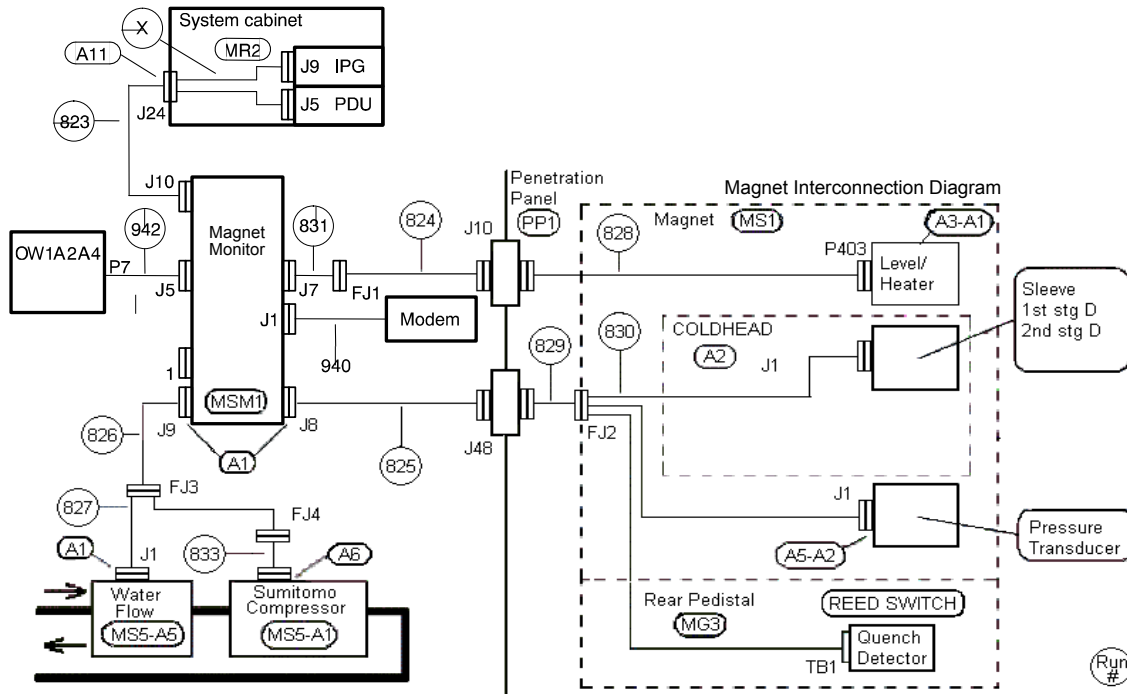 System cabinet
X
A11
MR2
J9 IPG
J5 PDU
J24
823
J10
Penetration
Panel
PP1
Magnet Interconnection Diagram
Magnet MS1
A3-A1
942
Magnet
Monitor
831
824
J10
828
P403
Level/
Heater
OW1A2A4
P7
J5
J7
FJ1
Sleeve
1st stg D
2nd stg D
J1
Modem
940
829
830
COLDHEAD
A2
J1
1
MSM1
J9
J8
J48
FJ2
826
A1
825
FJ3
827
FJ4
J1
A1
J1
833
A6
A5-A2
Pressure
Transducer
Water
Flow
MS5-A5
Sumitomo
Compressor
MS5-A1
Rear Pedistal
MG3
REED SWITCH
Quench
Detector
TB1
Run
#